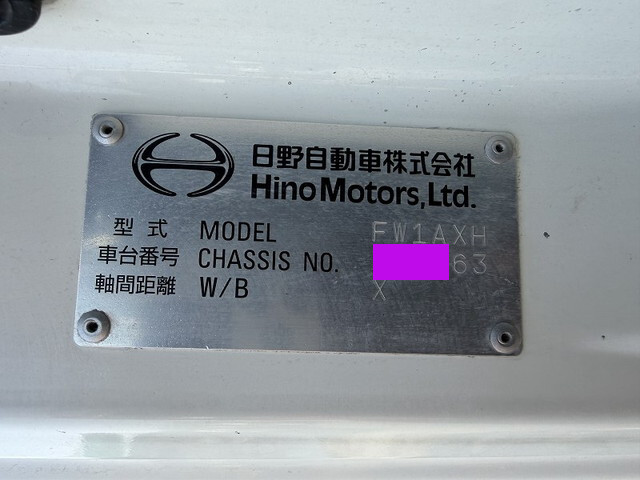 日野自動車株式会社
Hino Motors, Ltd.
型式 MODEL FW1AXH
車台番号 CHASSIS NO. 63
軸間距離 W/B X